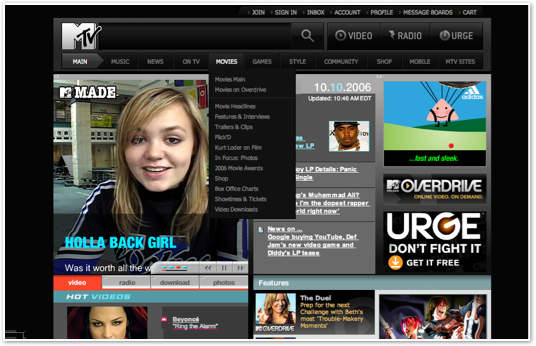 JOIN
SIGN IN
INBOX
ACCOUNT
PROFILE
MESSAGE BOARDS
CART
MTV
VIDEO
RADIO
URGE
MAIN
MUSIC
NEWS
ON TV
MOVIES
GAMES
STYLE
COMMUNITY
SHOP
MOBILE
MTV SITES
Movies Main
Movies on Overdrive
Movie Headlines
Features & Interviews
Trailers & Clips
Flick'D
Kurt Loder on Film
In Focus: Photos
2006 Movie Awards
Shop
Box Office Charts
Showtimes & Tickets
Video Downloads
MTV MADE
HOLLA BACK GIRL
Was it worth all the w
video
radio
download
photos
HOT VIDEOS
Beyoncé
"Ring the Alarm"
10.10.2006
Updated: 10:46 AM EDT
ew LP
y LP Details: Panic
Single
g's Muhammad Ali?
I'm the dopest rapper
orld right now'
News on ...
Google buying YouTube, Def
Jam's new video game and
Diddy's LP tease
Features
The Duel
Prep for the next
Challenge with Beth's
most 'Trouble-Makery
Moments'
OVERDRIVE
adidas
...fast and sleek.
MTV OVERDRIVE
ONLINE VIDEO. ON DEMAND.
URGE
DON'T FIGHT IT
GET IT FREE